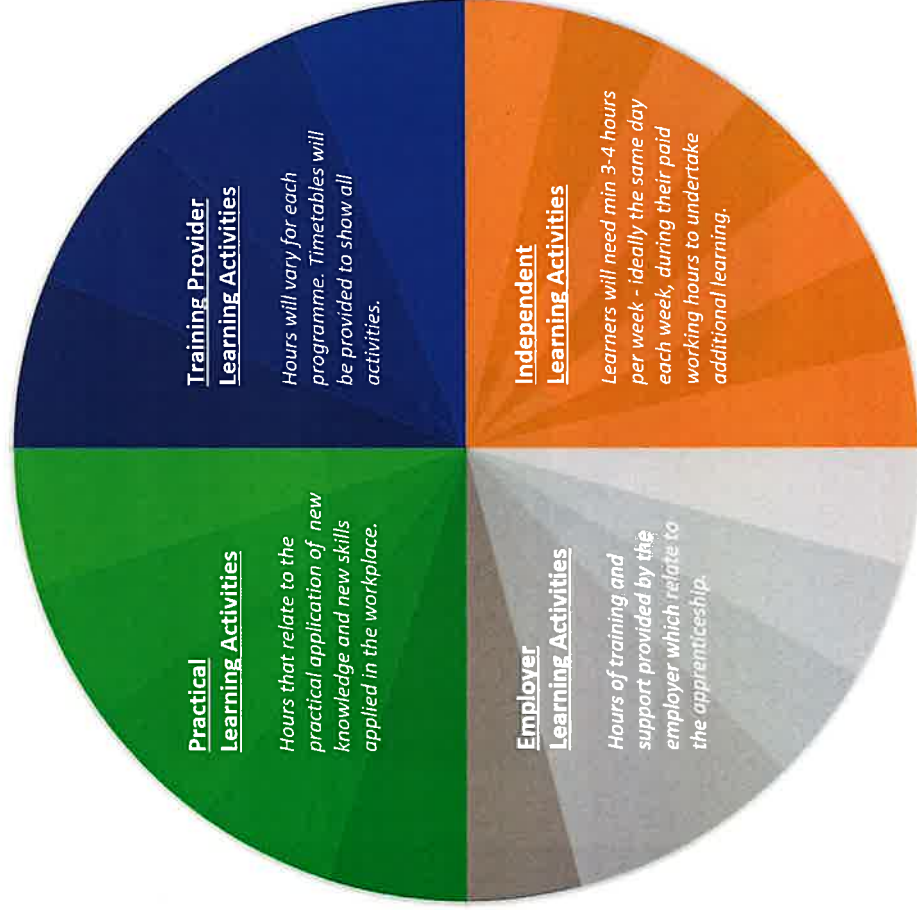 Practical
Learning Activities
Hours that relate to the
practical application of new
knowledge and new skills
applied in the workplace.
Training Provider
Learning Activities
Hours will vary for each
programme. Timetables will
be provided to show all
activities.
Employer
Learning Activities
Hours of training and
support provided by the
employer which relate to
the apprenticeship.
Independent
Learning Activities
Learners will need min 3-4 hours
per week - ideally the same day
each week, during their paid
working hours to undertake
additional learning.